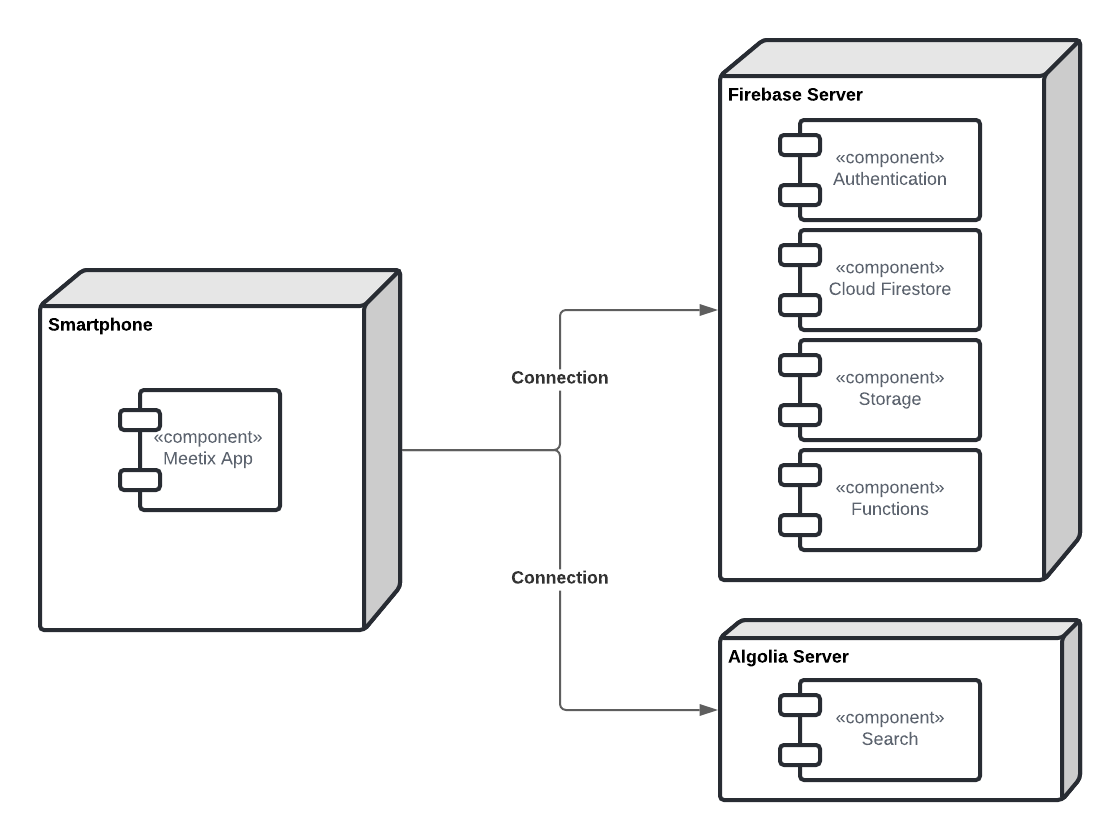 Smartphone
«component»
Meetix App
Connection
Connection
Firebase Server
«component»
Authentication
«component»
Cloud Firestore
«component»
Storage
«component»
Functions
Algolia Server
«component»
Search